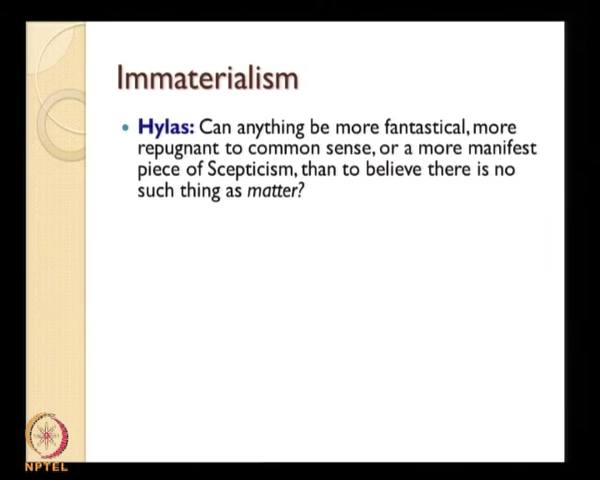 Immaterialism
• Hylas: Can anything be more fantastical, more
repugnant to common sense, or a more manifest
piece of Scepticism, than to believe there is no
such thing as matter?
NPTEL